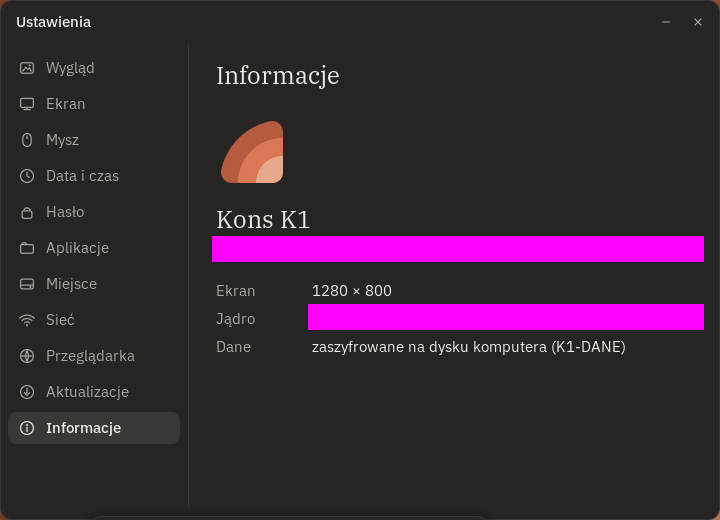 Ustawienia
Wygląd
Ekran
Mysz
Data i czas
Hasło
Aplikacje
Miejsce
Sieć
Przeglądarka
Aktualizacje
Informacje
Informacje
Kons K1
Ekran 1280 × 800
Jądro
Dane zaszyfrowane na dysku komputera (K1-DANE)